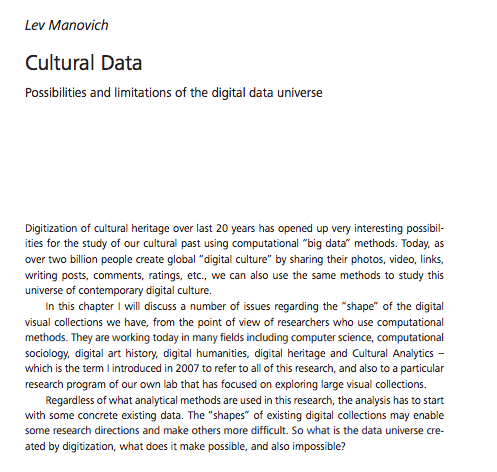 Lev Manovich
Cultural Data
Possibilities and limitations of the digital data universe
Digitization of cultural heritage over last 20 years has opened up very interesting possibil-
ities for the study of our cultural past using computational “big data” methods. Today, as
over two billion people create global “digital culture” by sharing their photos, video, links,
writing posts, comments, ratings, etc., we can also use the same methods to study this
universe of contemporary digital culture.
In this chapter I will discuss a number of issues regarding the “shape” of the digital
visual collections we have, from the point of view of researchers who use computational
methods. They are working today in many fields including computer science, computational
sociology, digital art history, digital humanities, digital heritage and Cultural Analytics –
which is the term I introduced in 2007 to refer to all of this research, and also to a particular
research program of our own lab that has focused on exploring large visual collections.
Regardless of what analytical methods are used in this research, the analysis has to start
with some concrete existing data. The “shapes” of existing digital collections may enable
some research directions and make others more difficult. So what is the data universe cre-
ated by digitization, what does it make possible, and also impossible?